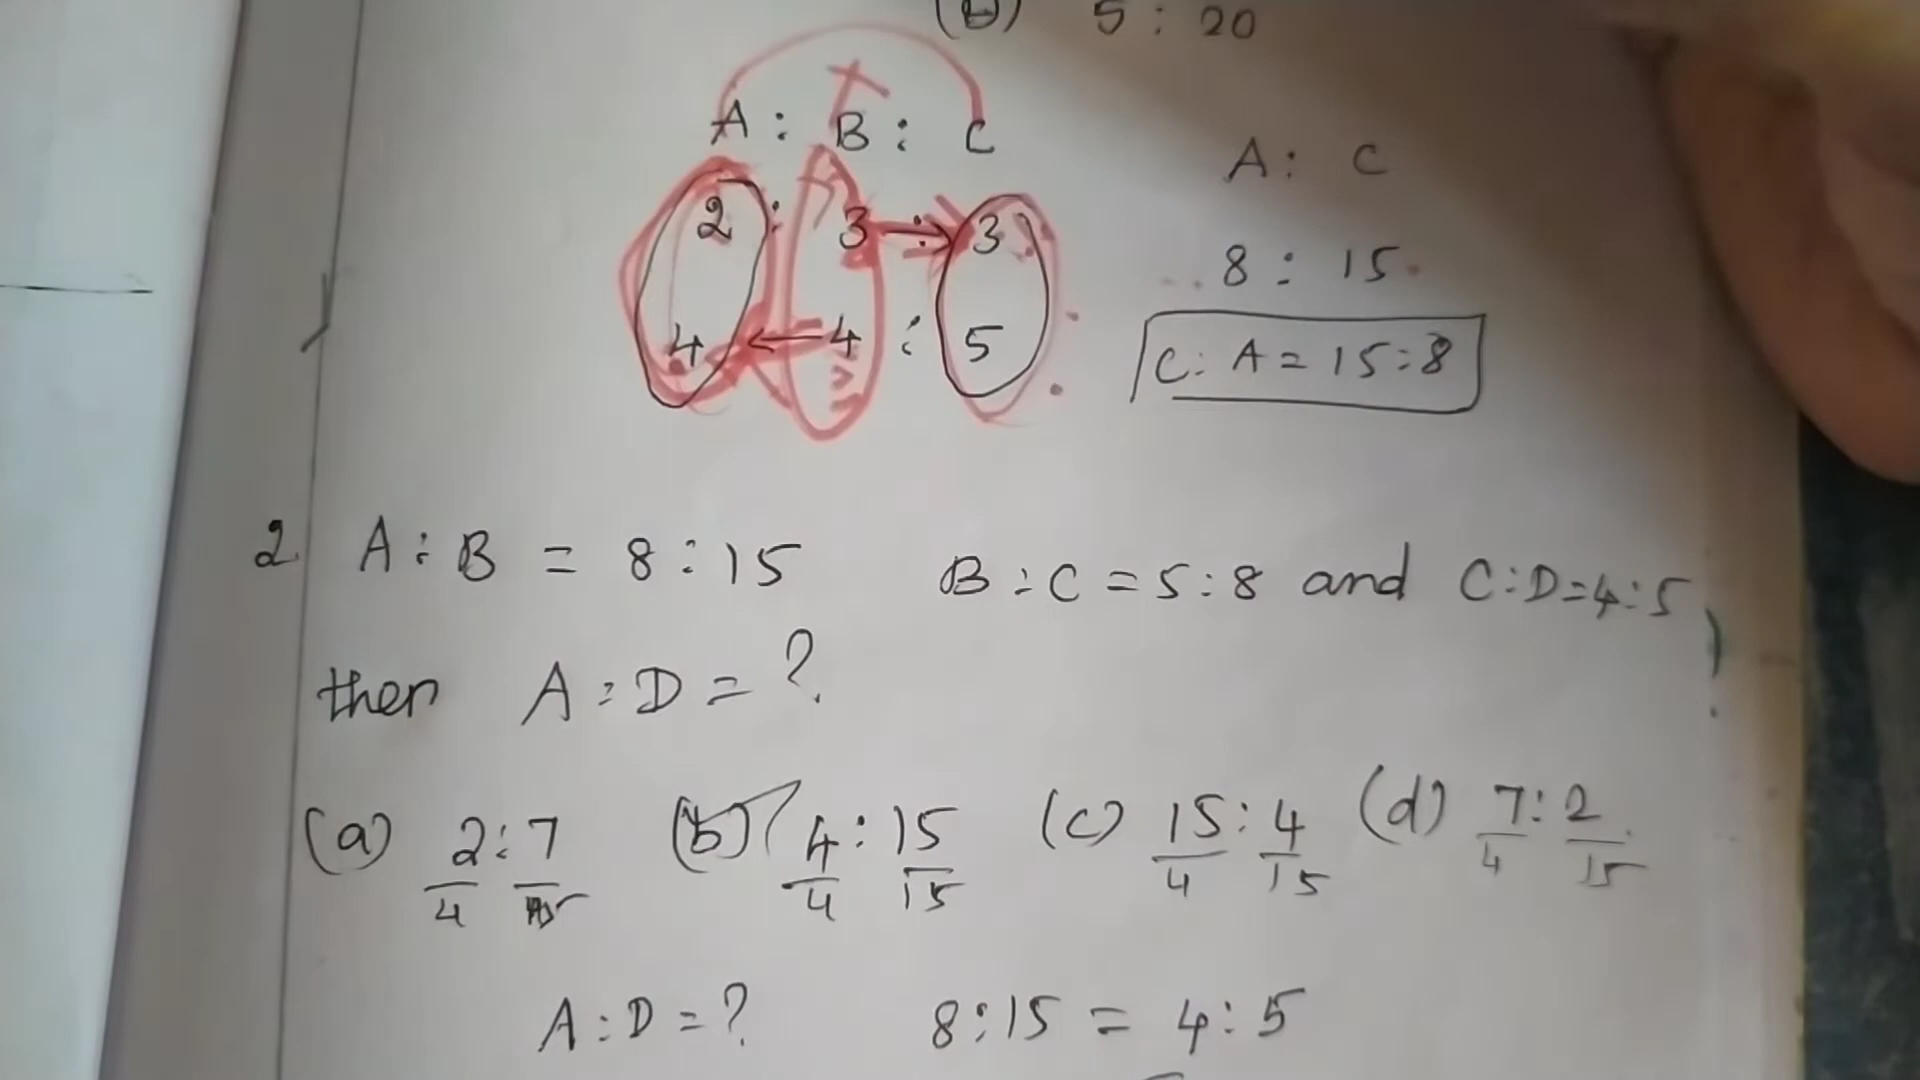 (b) 5 : 20
A : B : C
2 : 3 : 3
4 4 : 5
A : C
8 : 15
C : A = 15 : 8
2 A : B = 8 : 15 B : C = 5 : 8 and C : D = 4 : 5,
then A : D = ?
(a) 2 : 7 (b) 4 : 15 (c) 15 : 4 (d) 7 : 2
4 15 4 15 4 15 4 15
A : D = ? 8 : 15 = 4 : 5